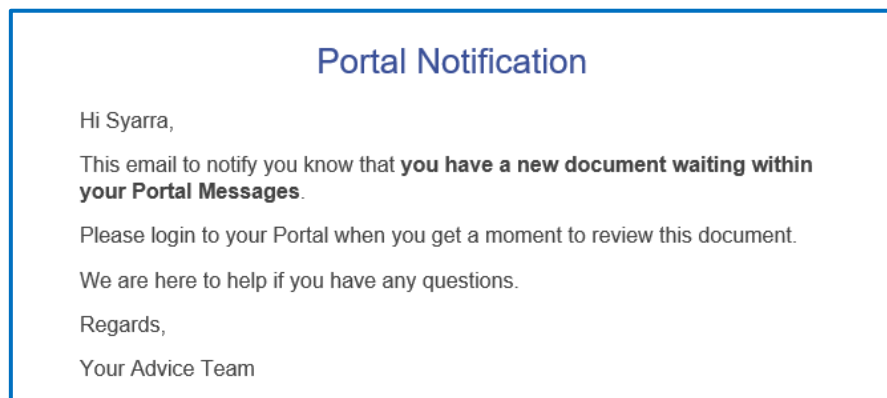 Portal Notification
Hi Syarra,
This email to notify you know that you have a new document waiting within
your Portal Messages.
Please login to your Portal when you get a moment to review this document.
We are here to help if you have any questions.
Regards,
Your Advice Team